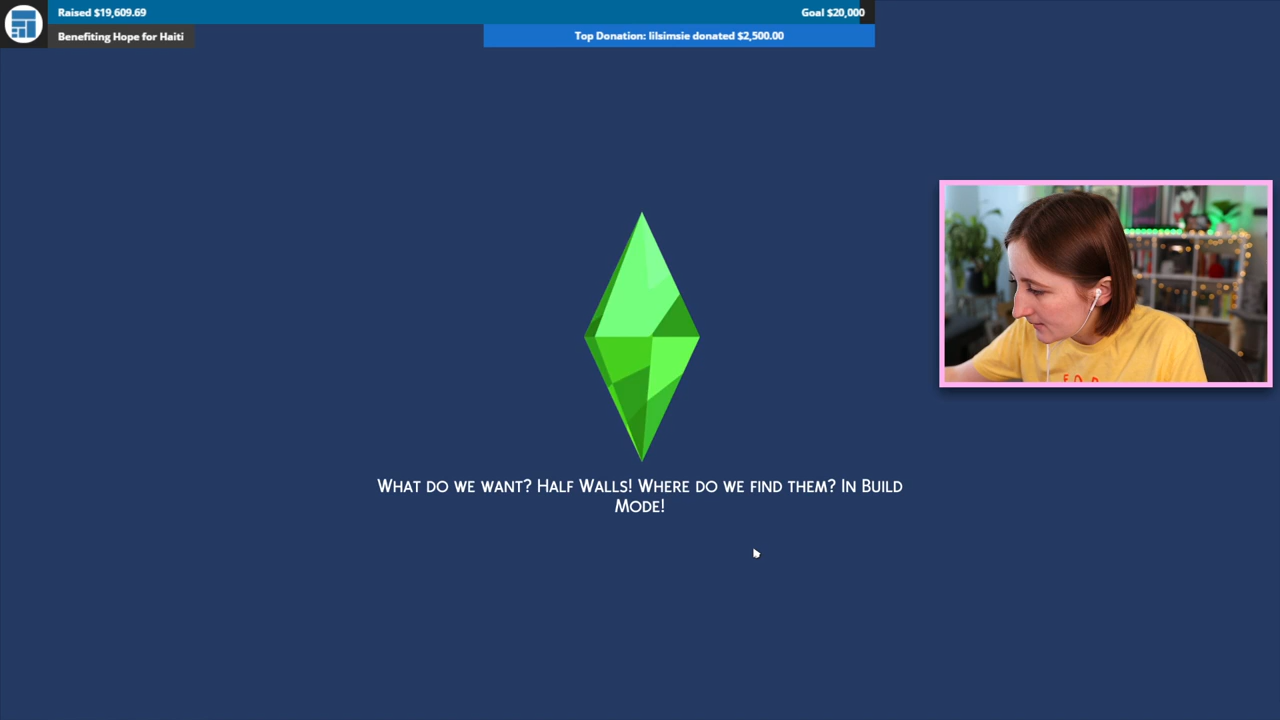 Raised $19,609.69
Goal $20,000
Benefiting Hope for Haiti
Top Donation: lilsimsie donated $2,500.00
What do we want? Half Walls! Where do we find them? In Build
Mode!